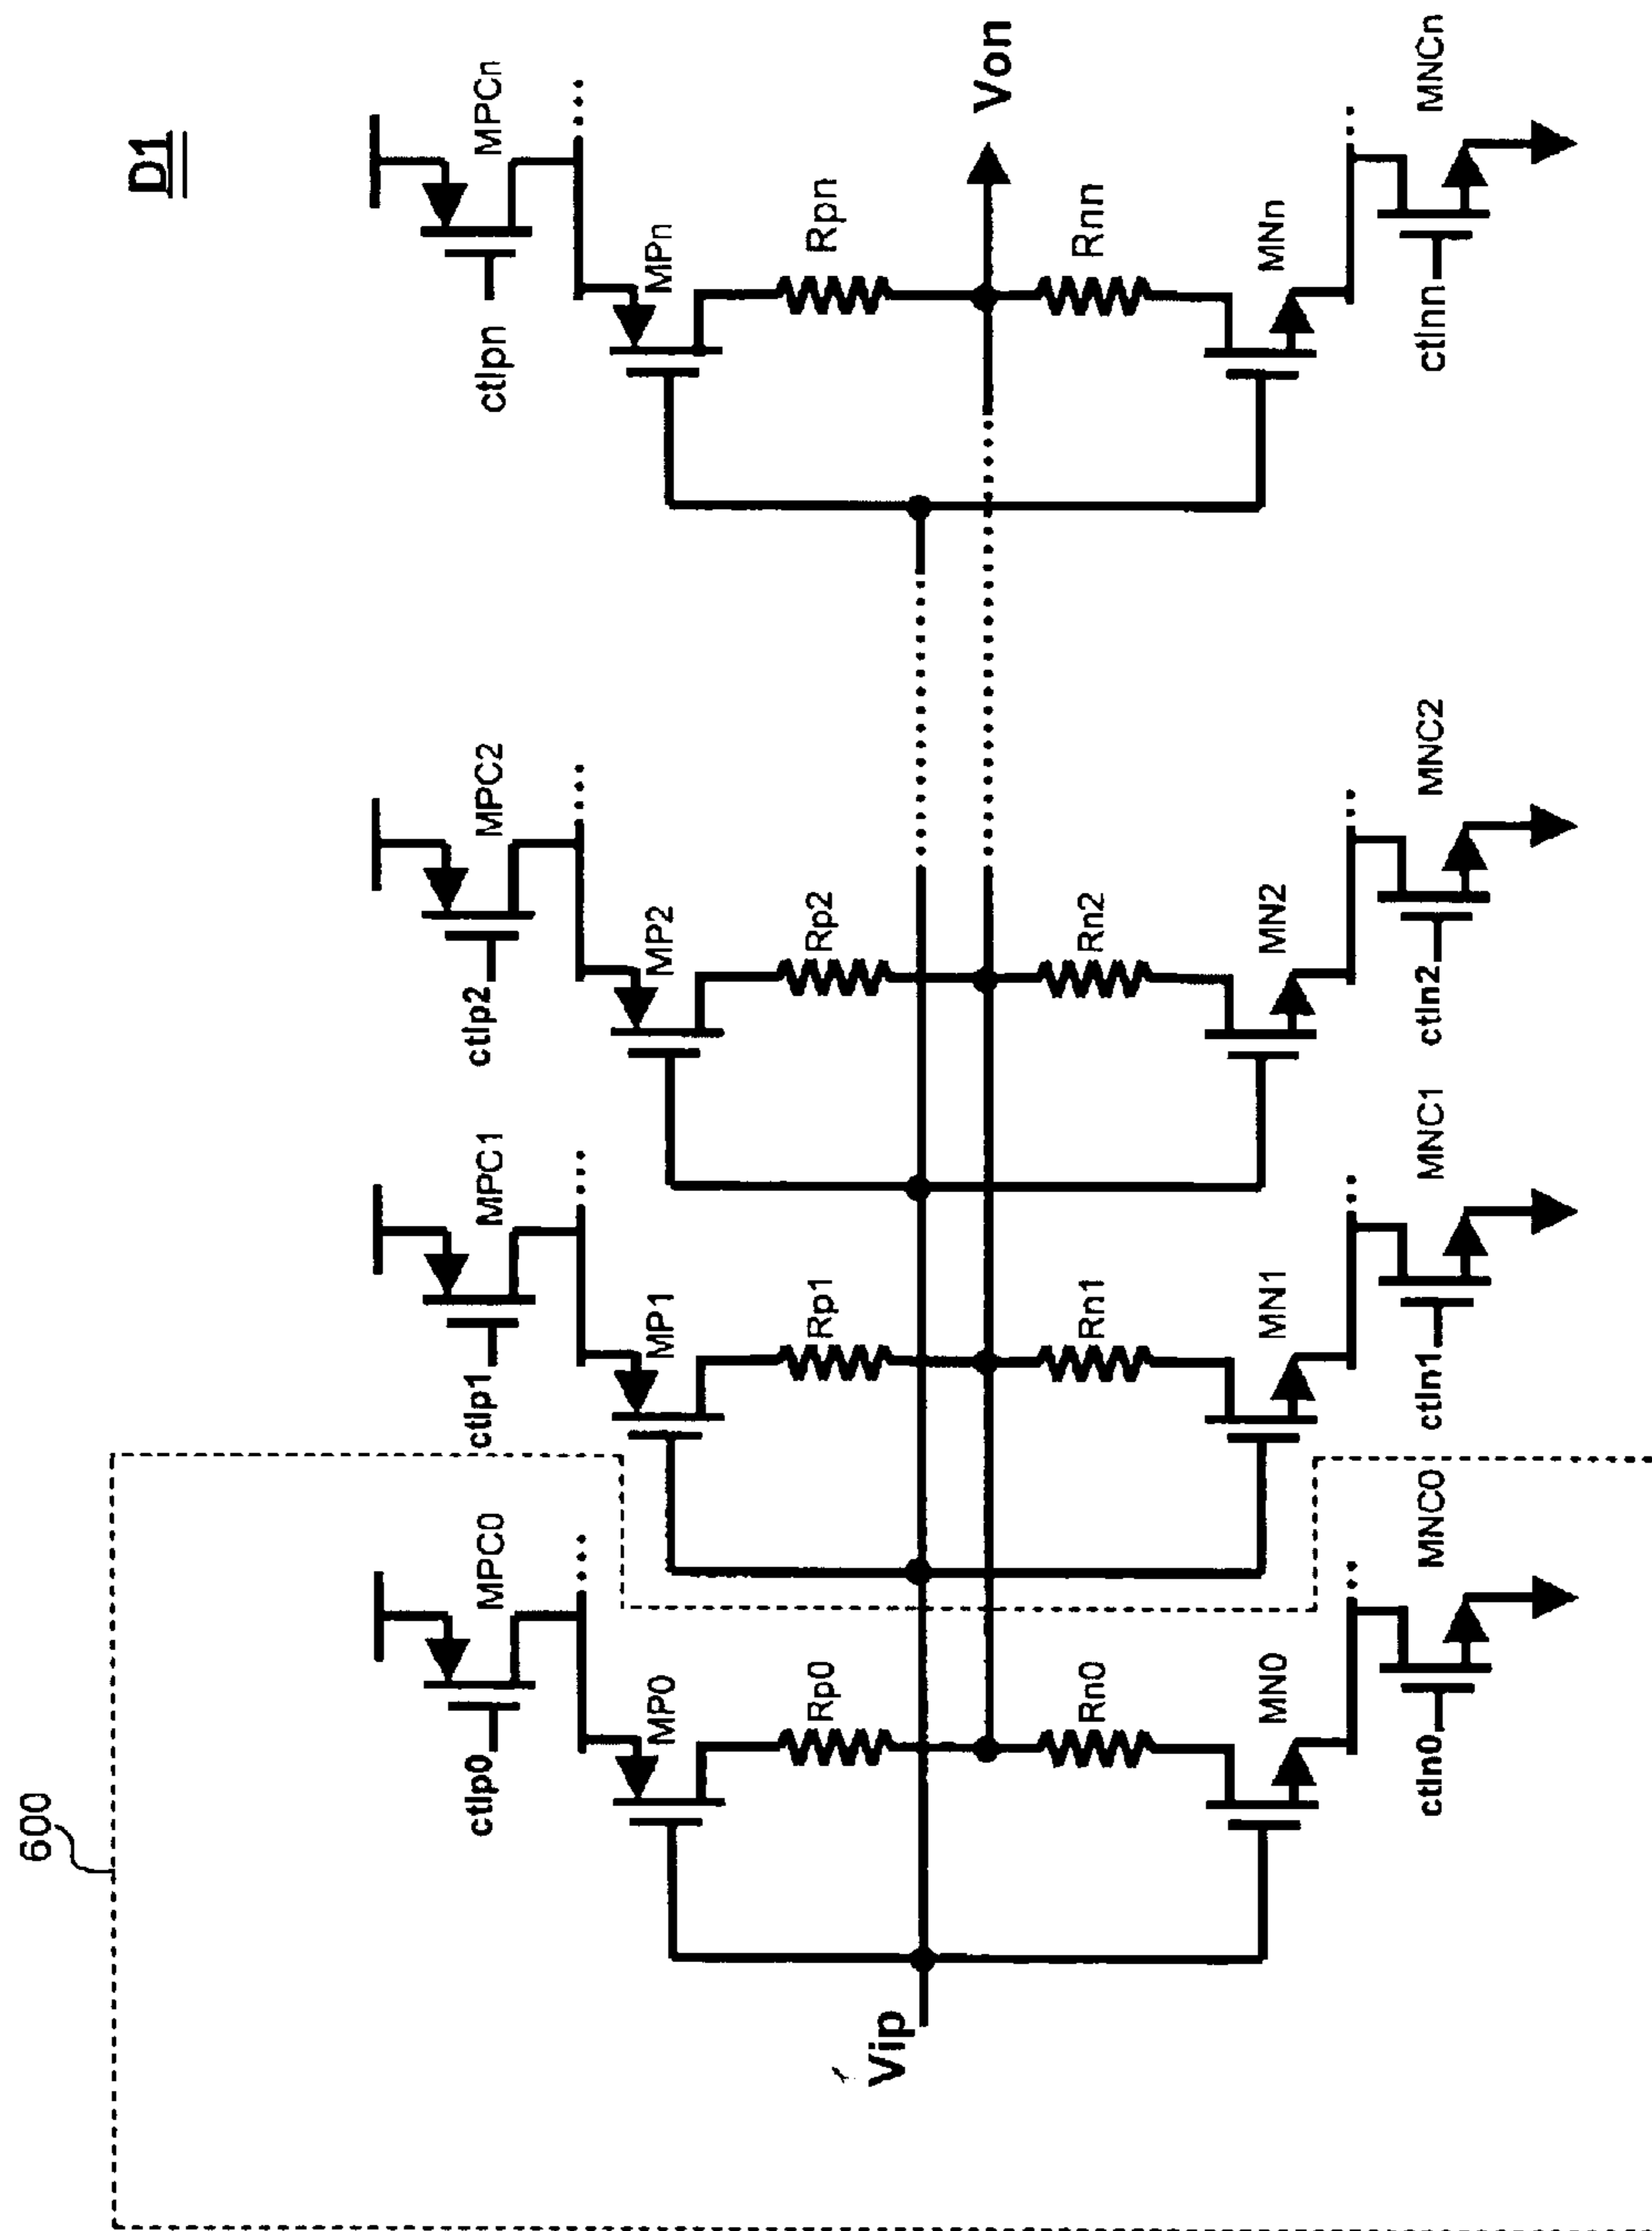 D1
600
MPC0
MPC1
MPC2
MPCn
ctlp0
ctlp1
ctlp2
ctlpn
MP0
MP1
MP2
MPn
Rp0
Rp1
Rp2
Rpn
Vip
Von
Rn0
Rn1
Rn2
Rnn
MN0
MN1
MN2
MNn
ctln0
ctln1
ctln2
ctlnn
MNC0
MNC1
MNC2
MNCn